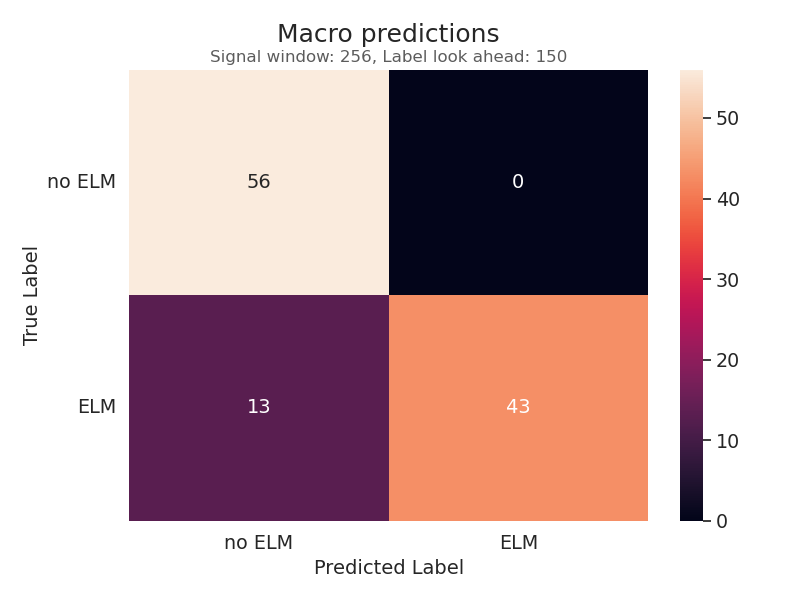 Macro predictions
Signal window: 256, Label look ahead: 150
no ELM
56
0
ELM
13
43
no ELM
ELM
Predicted Label
True Label
50
40
30
20
10
0